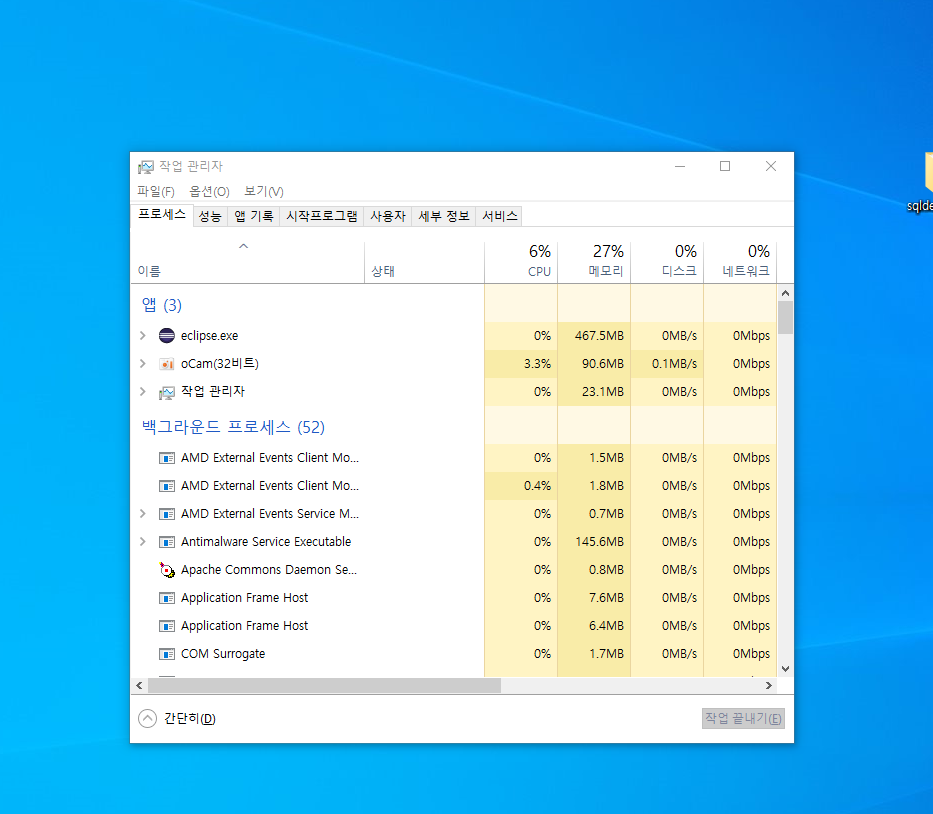 작업 관리자
파일(F) 옵션(O) 보기(V)
프로세스 성능 앱 기록 시작프로그램 사용자 세부 정보 서비스
6% 27% 0% 0%
이름 상태 CPU 메모리 디스크 네트워크
앱 (3)
eclipse.exe 0% 467.5MB 0MB/s 0Mbps
oCam(32비트) 3.3% 90.6MB 0.1MB/s 0Mbps
작업 관리자 0% 23.1MB 0MB/s 0Mbps
백그라운드 프로세스 (52)
AMD External Events Client Mo... 0% 1.5MB 0MB/s 0Mbps
AMD External Events Client Mo... 0.4% 1.8MB 0MB/s 0Mbps
AMD External Events Service M... 0% 0.7MB 0MB/s 0Mbps
Antimalware Service Executable 0% 145.6MB 0MB/s 0Mbps
Apache Commons Daemon Se... 0% 0.8MB 0MB/s 0Mbps
Application Frame Host 0% 7.6MB 0MB/s 0Mbps
Application Frame Host 0% 6.4MB 0MB/s 0Mbps
COM Surrogate 0% 1.7MB 0MB/s 0Mbps
간단히(D) 작업 끝내기(E)
sqlde